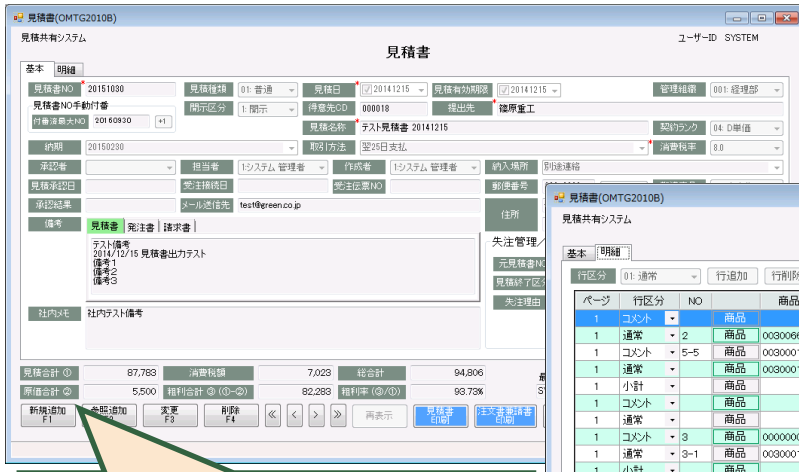 見積書(OMTG2010B)
見積共有システム
ユーザーID SYSTEM
見積書
基本 明細
見積書NO * 20151030 見積種類 01: 普通 見積日 * 20141215 見積有効期限 20141215 管理組織 001: 経理部
見積書NO手動付番 開示区分 1: 開示 得意先CD 000018 提出先 * 篠原重工
付番済最大NO 20160930 +1
見積名称 * テスト見積書 20141215 契約ランク 04: D単価
納期 20150230 取引方法 翌25日支払 * 消費税率 8.0
承認者 担当者 1:システム 管理者 作成者 1:システム 管理者 納入場所 別途連絡
見積承認日 受注接続日 受注伝票NO 郵便番号
承認結果 メール送信先 test@green.co.jp
住所
備考 見積書 発注書 請求書
テスト備考
2014/12/15 見積書出力テスト
備考1
備考2
備考3
失注管理/
元見積書NO
見積終了区
失注理由
社内メモ 社内テスト備考
見積合計 ① 87,783 消費税額 7,023 総合計 94,806
原価合計 ② 5,500 粗利合計 ③ (①-②) 82,283 粗利率 (③/①) 93.73%
新規追加 F1 参照追加 変更 F3 削除 F4 再表示 見積書 印刷 注文書兼請書 印刷
見積書(OMTG2010B)
見積共有システム
基本 明細
行区分 01: 通常 行追加 行削除
ページ 行区分 NO 商品
1 コメント 商品
1 通常 2 商品 0030066
1 コメント 5-5 商品 0030001
1 通常 商品 0030001
1 小計 商品
1 コメント 商品
1 通常 商品
1 コメント 3 商品 0000000
1 通常 3-1 商品 0030001
1 小計 商品